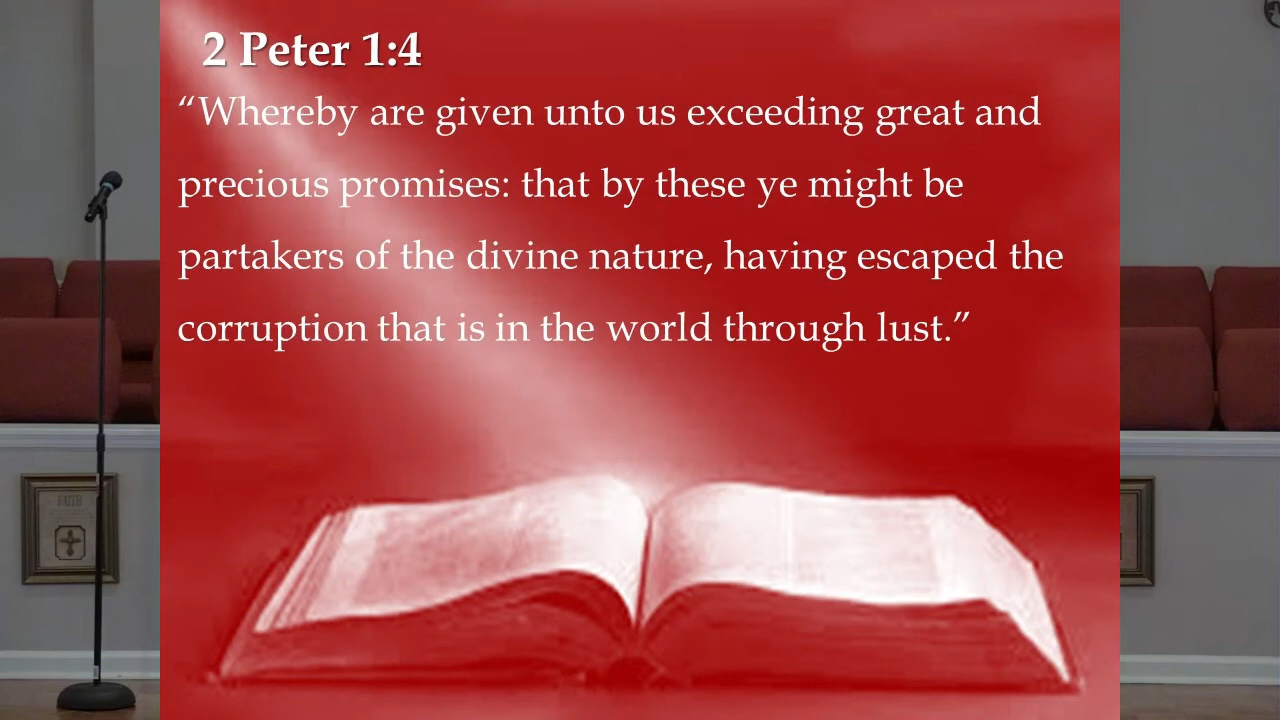 2 Peter 1:4
“Whereby are given unto us exceeding great and
precious promises: that by these ye might be
partakers of the divine nature, having escaped the
corruption that is in the world through lust.”
FAITH